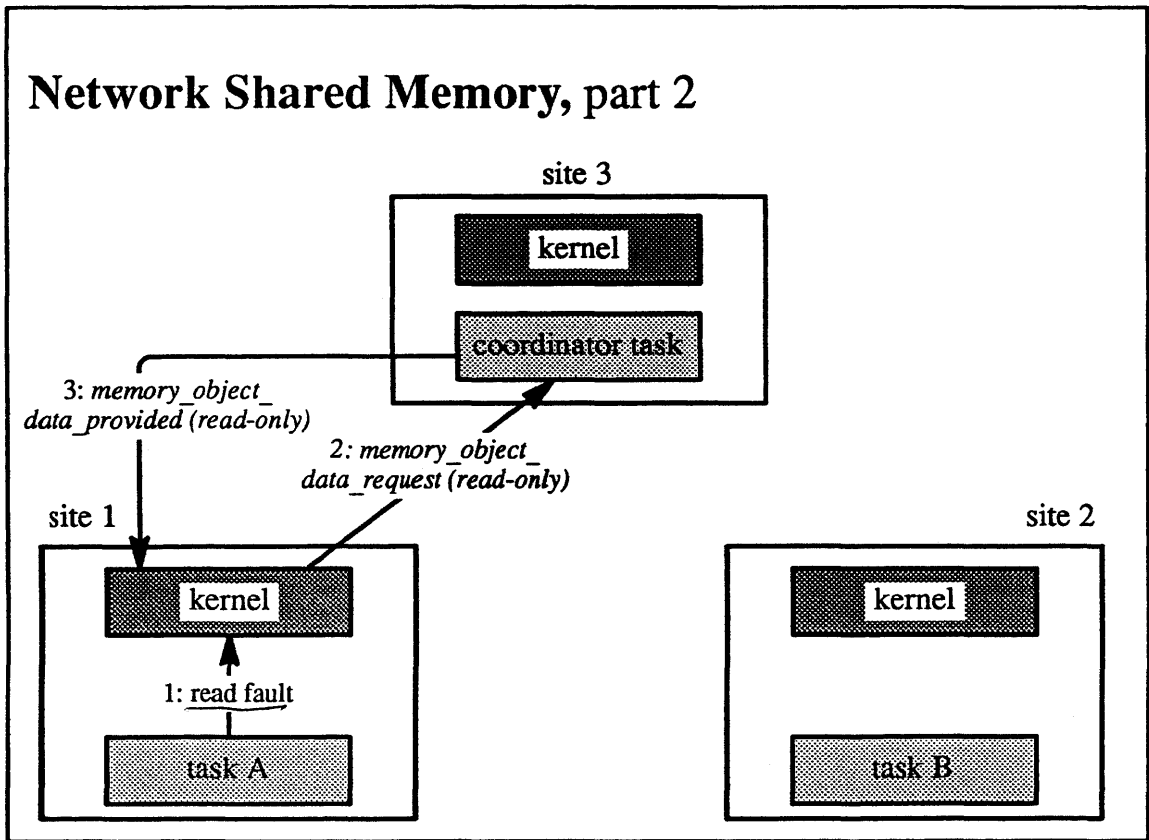 Network Shared Memory, part 2
site 3
kernel
coordinator task
3: memory_object_
data_provided (read-only)
2: memory_object_
data_request (read-only)
site 1
kernel
1: read fault
task A
site 2
kernel
task B